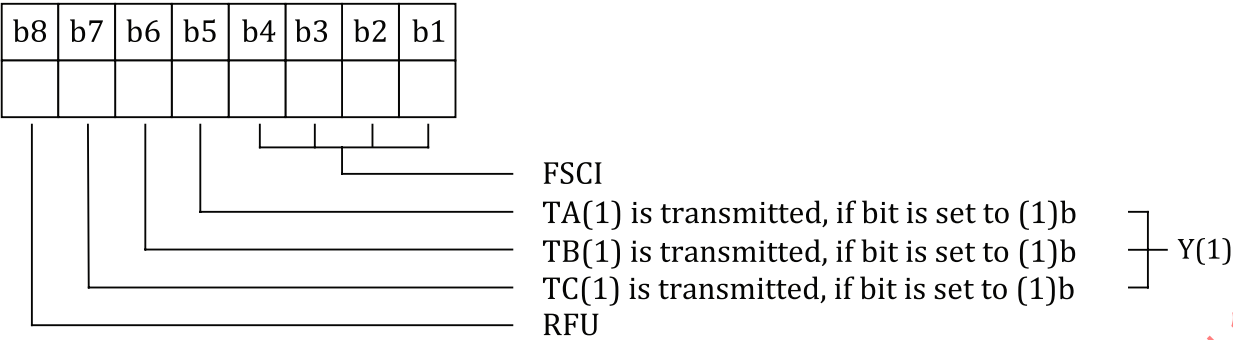 b8 b7 b6 b5 b4 b3 b2 b1
FSCI
TA(1) is transmitted, if bit is set to (1)b
TB(1) is transmitted, if bit is set to (1)b
Y(1)
TC(1) is transmitted, if bit is set to (1)b
RFU